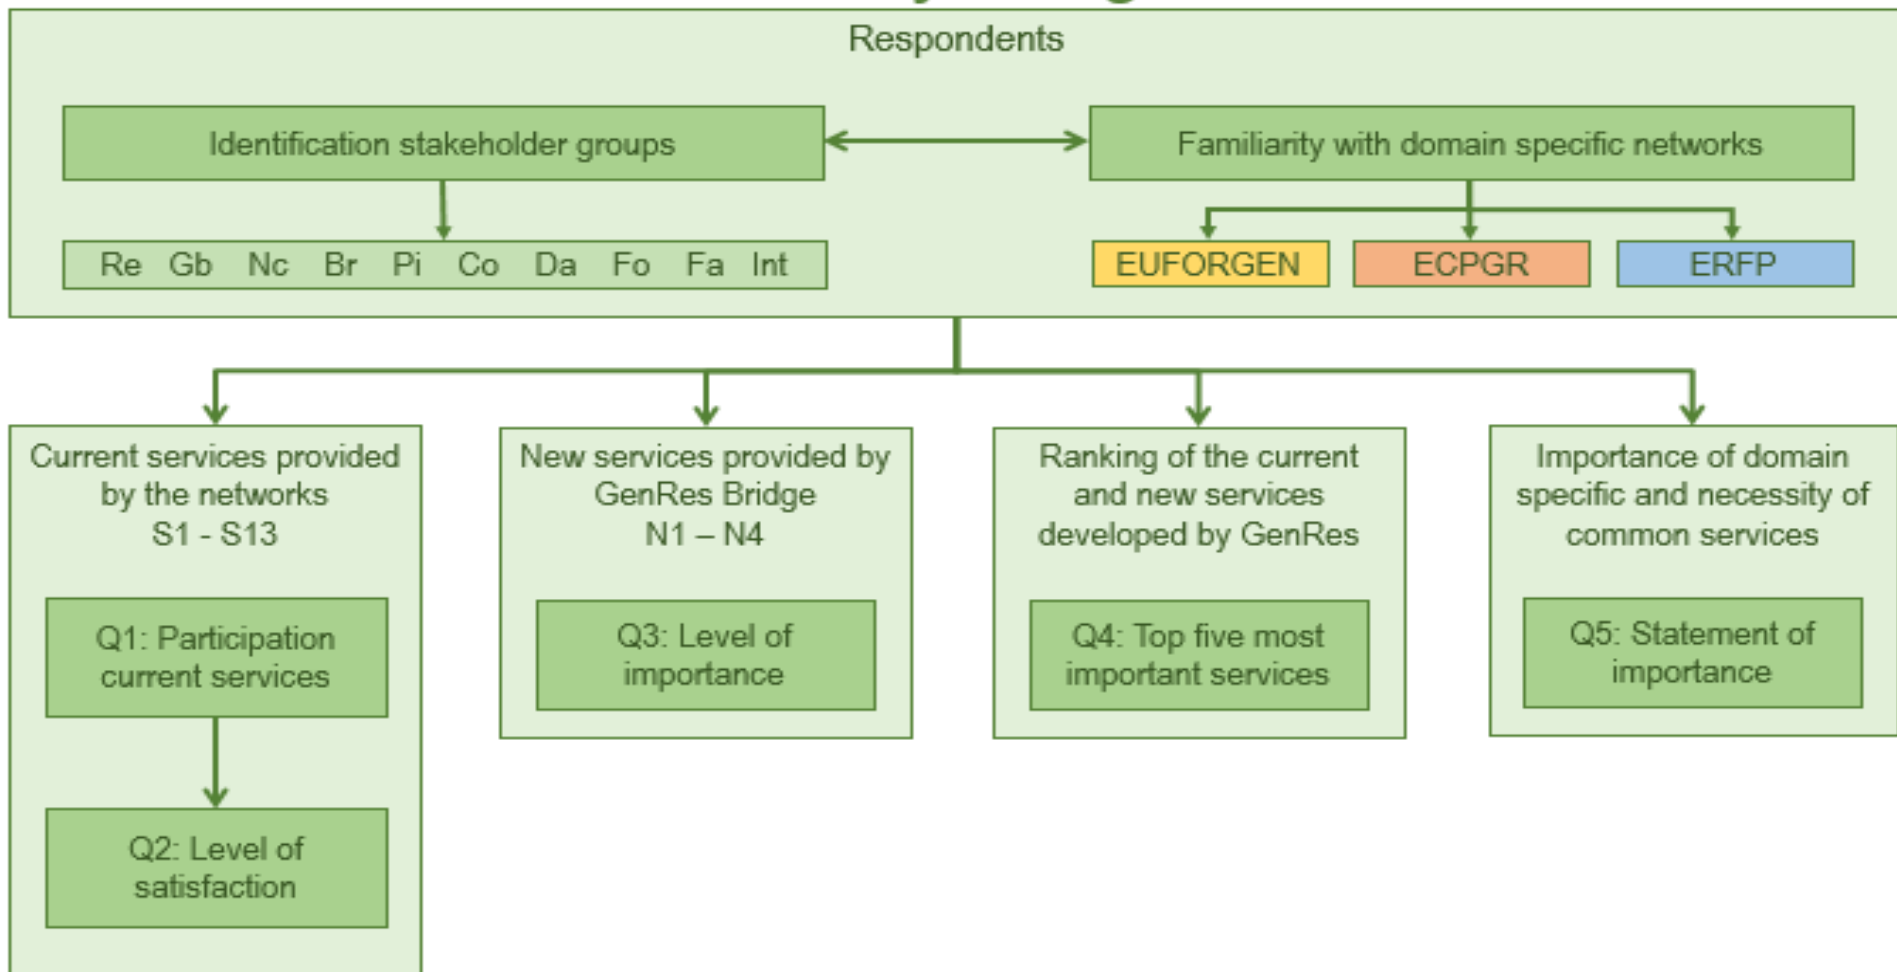 Respondents
Identification stakeholder groups
Familiarity with domain specific networks
Re Gb Nc Br Pi Co Da Fo Fa Int
EUFORGEN
ECPGR
ERFP
Current services provided
by the networks
S1 - S13
Q1: Participation
current services
Q2: Level of
satisfaction
New services provided by
GenRes Bridge
N1 – N4
Q3: Level of
importance
Ranking of the current
and new services
developed by GenRes
Q4: Top five most
important services
Importance of domain
specific and necessity of
common services
Q5: Statement of
importance